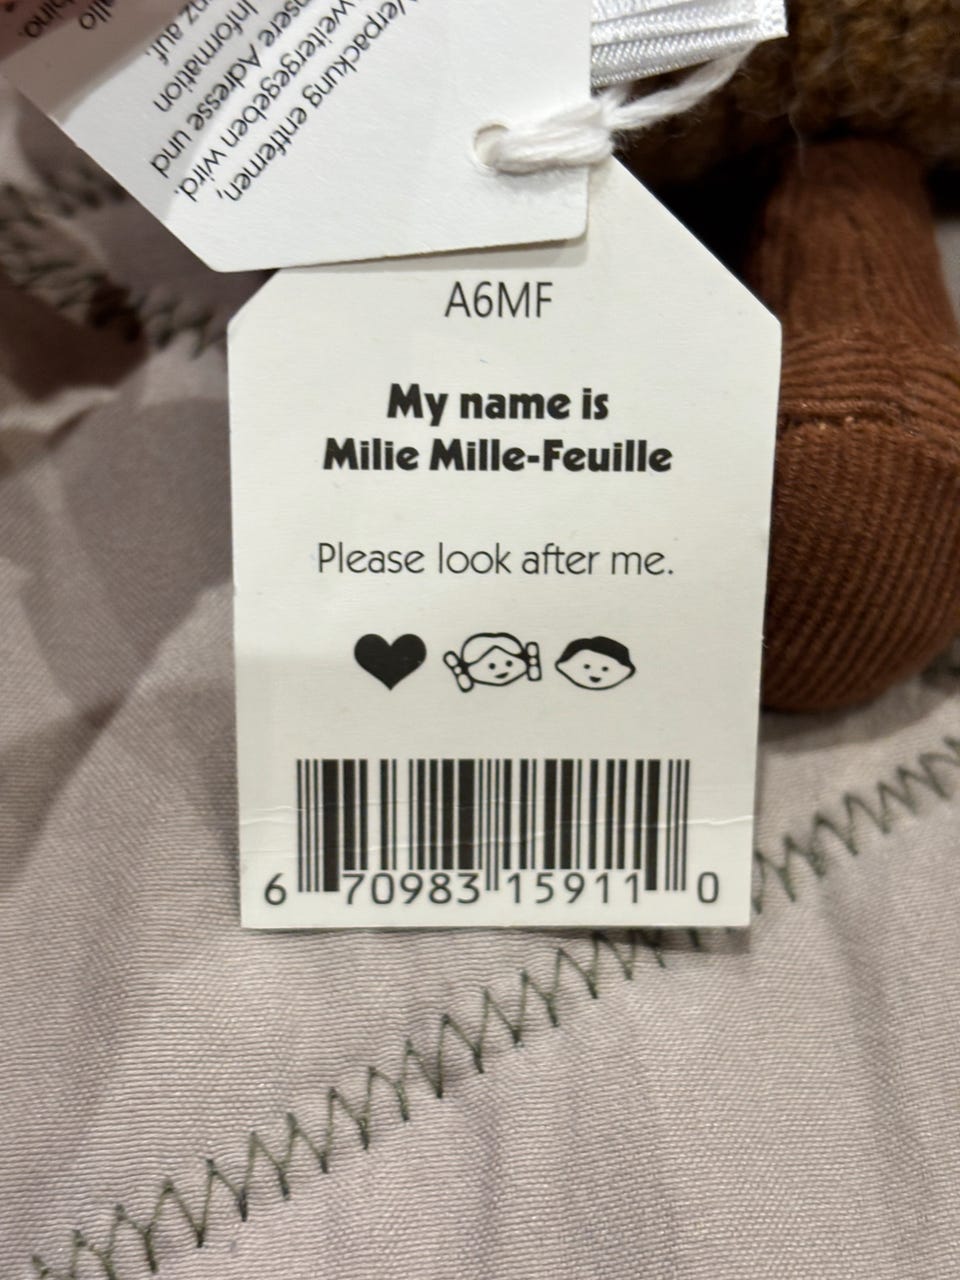 Verpackung entfernen,
weitergegeben wird.
Adresse und
Information
auf.
A6MF
My name is
Milie Mille-Feuille
Please look after me.
6 70983 15911 0